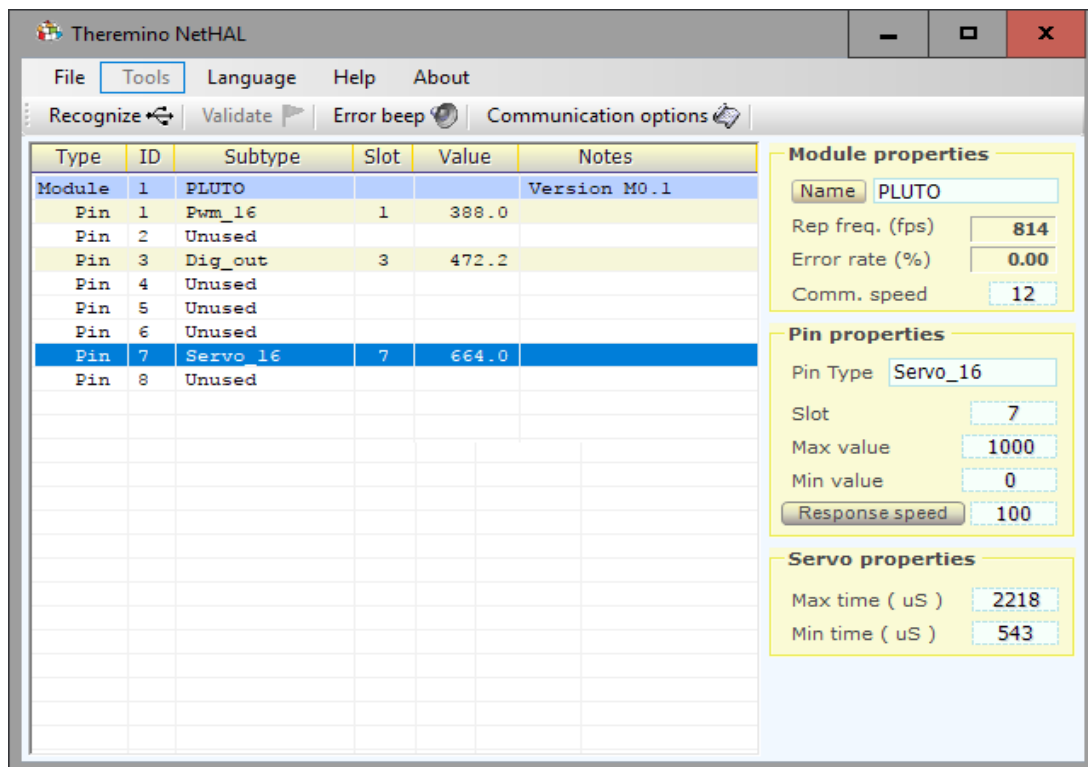 Theremino NetHAL
File Tools Language Help About
Recognize Validate Error beep Communication options
Type ID Subtype Slot Value Notes
Module 1 PLUTO Version M0.1
Pin 1 Pwm_16 1 388.0
Pin 2 Unused
Pin 3 Dig_out 3 472.2
Pin 4 Unused
Pin 5 Unused
Pin 6 Unused
Pin 7 Servo_16 7 664.0
Pin 8 Unused
Module properties
Name PLUTO
Rep freq. (fps) 814
Error rate (%) 0.00
Comm. speed 12
Pin properties
Pin Type Servo_16
Slot 7
Max value 1000
Min value 0
Response speed 100
Servo properties
Max time ( uS ) 2218
Min time ( uS ) 543